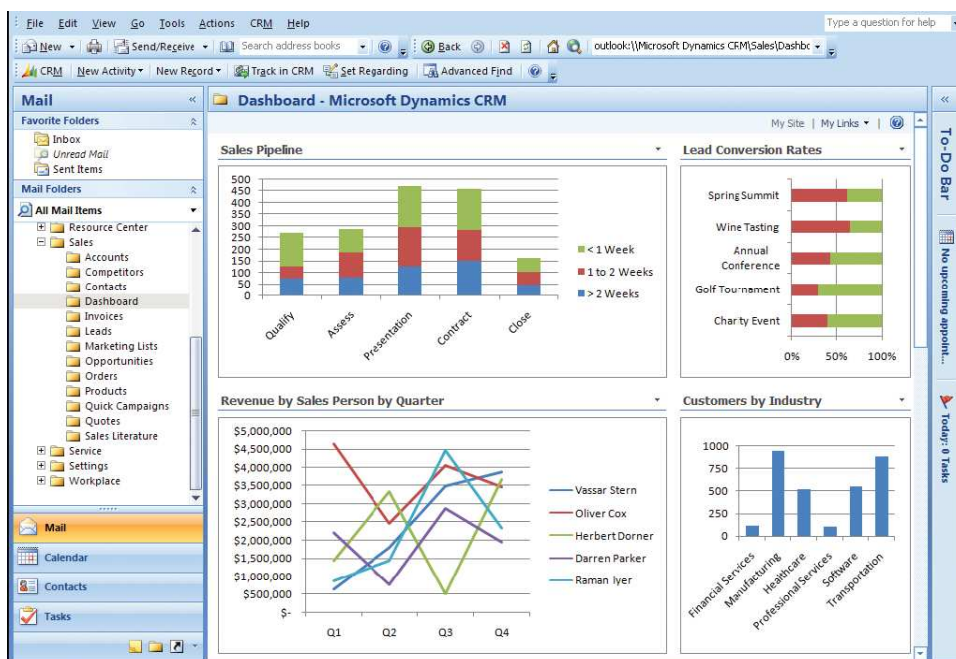 File Edit View Go Tools Actions CRM Help
Type a question for help
New Send/Receive Search address books Back outlook:\\Microsoft Dynamics CRM\Sales\Dashbc
CRM New Activity New Record Track in CRM Set Regarding Advanced Find
Mail «
Favorite Folders
Inbox
Unread Mail
Sent Items
Mail Folders
All Mail Items
Resource Center
Sales
Accounts
Competitors
Contacts
Dashboard
Invoices
Leads
Marketing Lists
Opportunities
Orders
Products
Quick Campaigns
Quotes
Sales Literature
Service
Settings
Workplace
Mail
Calendar
Contacts
Tasks
Dashboard - Microsoft Dynamics CRM
My Site | My Links |
Sales Pipeline
500
450
400
350
300
250
200
150
100
50
0
Qualify
Assess
Presentation
Contract
Close
< 1 Week
1 to 2 Weeks
> 2 Weeks
Lead Conversion Rates
Spring Summit
Wine Tasting
Annual
Conference
Golf Tournament
Charity Event
0% 50% 100%
Revenue by Sales Person by Quarter
$5,000,000
$4,500,000
$4,000,000
$3,500,000
$3,000,000
$2,500,000
$2,000,000
$1,500,000
$1,000,000
$500,000
$-
Q1 Q2 Q3 Q4
Vassar Stern
Oliver Cox
Herbert Dorner
Darren Parker
Raman Iyer
Customers by Industry
1000
750
500
250
0
Financial Services
Manufacturing
Healthcare
Professional Services
Software
Transportation
«
To-Do Bar
No upcoming appoint...
Today: 0 Tasks